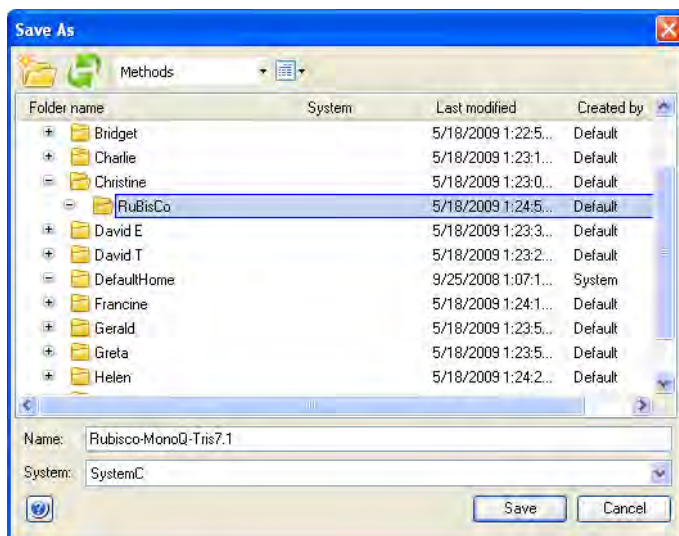 Save As
Methods
Folder name System Last modified Created by
Bridget 5/18/2009 1:22:5... Default
Charlie 5/18/2009 1:23:1... Default
Christine 5/18/2009 1:23:0... Default
RuBisCo 5/18/2009 1:24:5... Default
David E 5/18/2009 1:23:3... Default
David T 5/18/2009 1:23:2... Default
DefaultHome 9/25/2008 1:07:1... System
Francine 5/18/2009 1:24:1... Default
Gerald 5/18/2009 1:23:5... Default
Greta 5/18/2009 1:23:5... Default
Helen 5/18/2009 1:24:2... Default
Name: Rubisco-MonoQ-Tris7.1
System: SystemC
Save Cancel